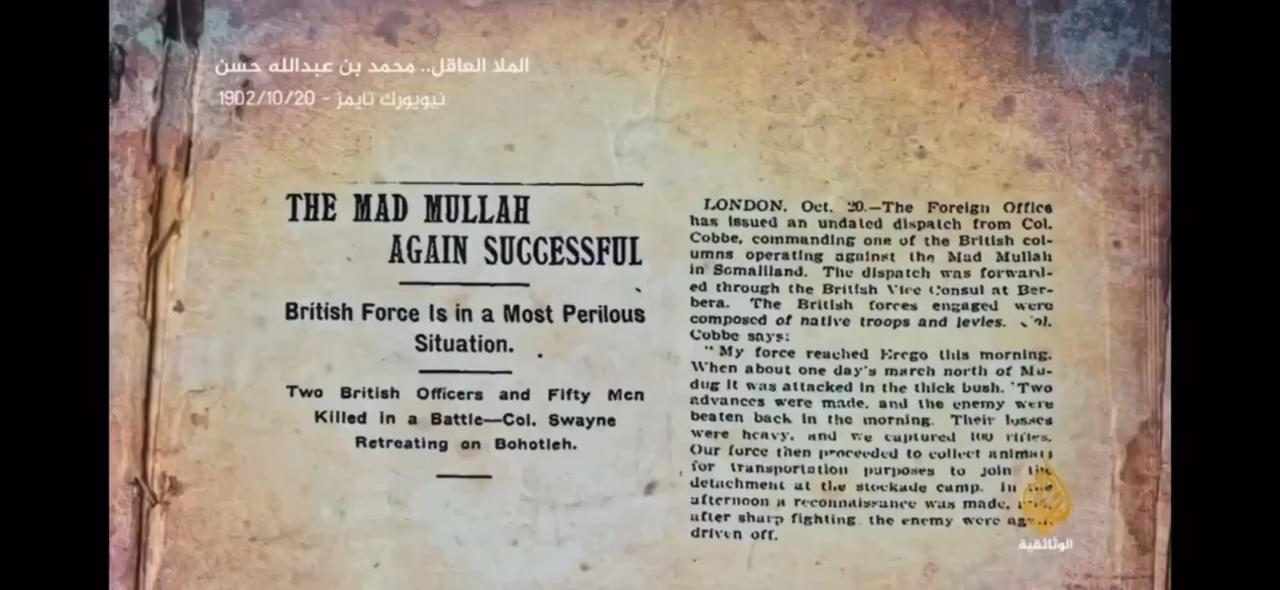 الملا العاقل.. محمد بن عبدالله حسن
نيويورك تايمز - 1902/10/20
THE MAD MULLAH
AGAIN SUCCESSFUL
British Force Is in a Most Perilous
Situation.
Two British Officers and Fifty Men
Killed in a Battle—Col. Swayne
Retreating on Bohotleh.
LONDON, Oct. 20.—The Foreign Office
has issued an undated dispatch from Col.
Cobbe, commanding one of the British col-
umns operating against the Mad Mullah
in Somaliland. The dispatch was forward-
ed through the British Vice Consul at Ber-
bera. The British forces engaged were
composed of native troops and levies.
Cobbe says:
"My force reached Erego this morning.
When about one day's march north of Mu-
dug it was attacked in the thick bush. Two
advances were made, and the enemy were
beaten back in the morning. Their losses
were heavy, and we captured 100 rifles.
Our force then proceeded to collect animals
for transportation purposes to join the
detachment at the stockade camp. In
afternoon a reconnaissance was made,
after sharp fighting the enemy were
driven off.
الجزيرة
الوثائقية